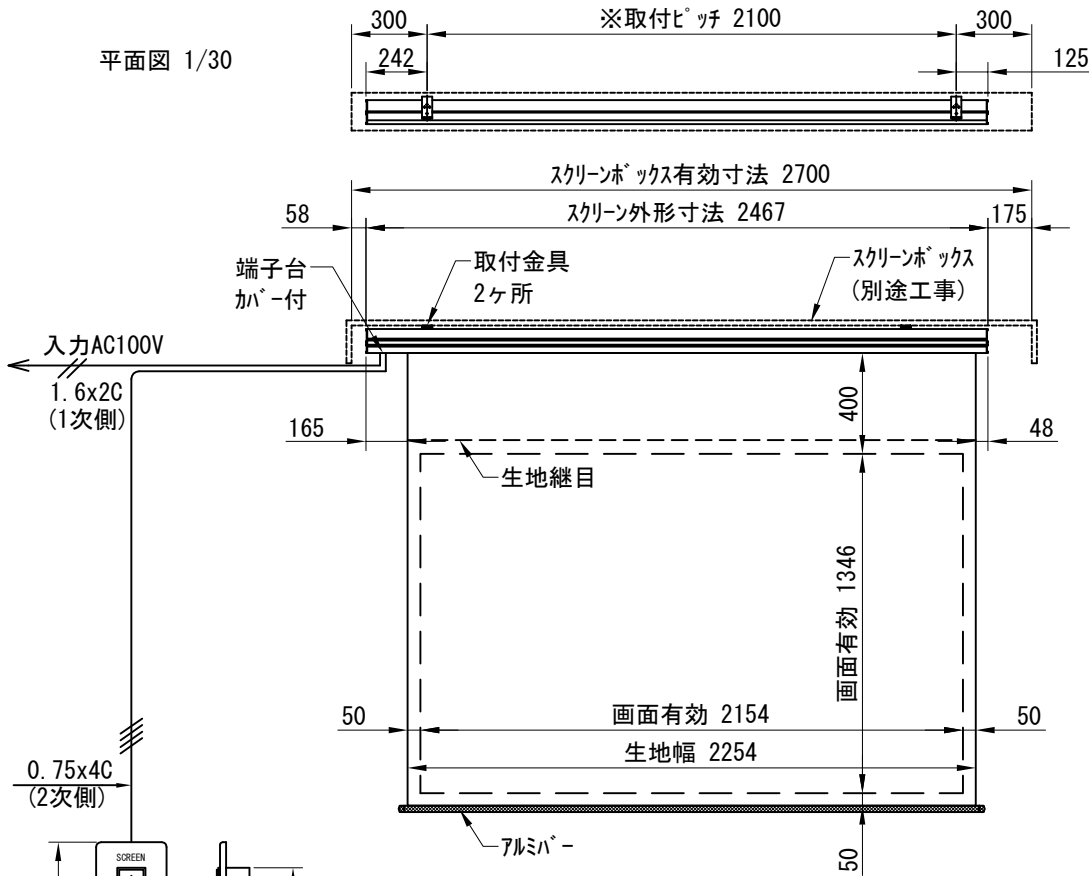 300
※取付ピッチ 2100
300
平面図 1/30
242
125
スクリーンボックス有効寸法 2700
58
スクリーン外形寸法 2467
175
端子台
カバー付
取付金具
2ヶ所
スクリーンボックス
(別途工事)
入力AC100V
1.6x2C
(1次側)
400
165
48
生地継目
画面有効 1346
50
画面有効 2154
50
生地幅 2254
0.75x4C
(2次側)
アルミバー
50
SCREEN